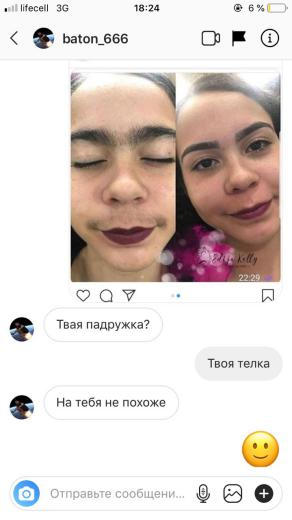 lifecell 3G 18:24 6 %
baton_666
Edija Kelly
22:29
Твая падружка?
Твоя телка
На тебя не похоже
Отправьте сообщени...